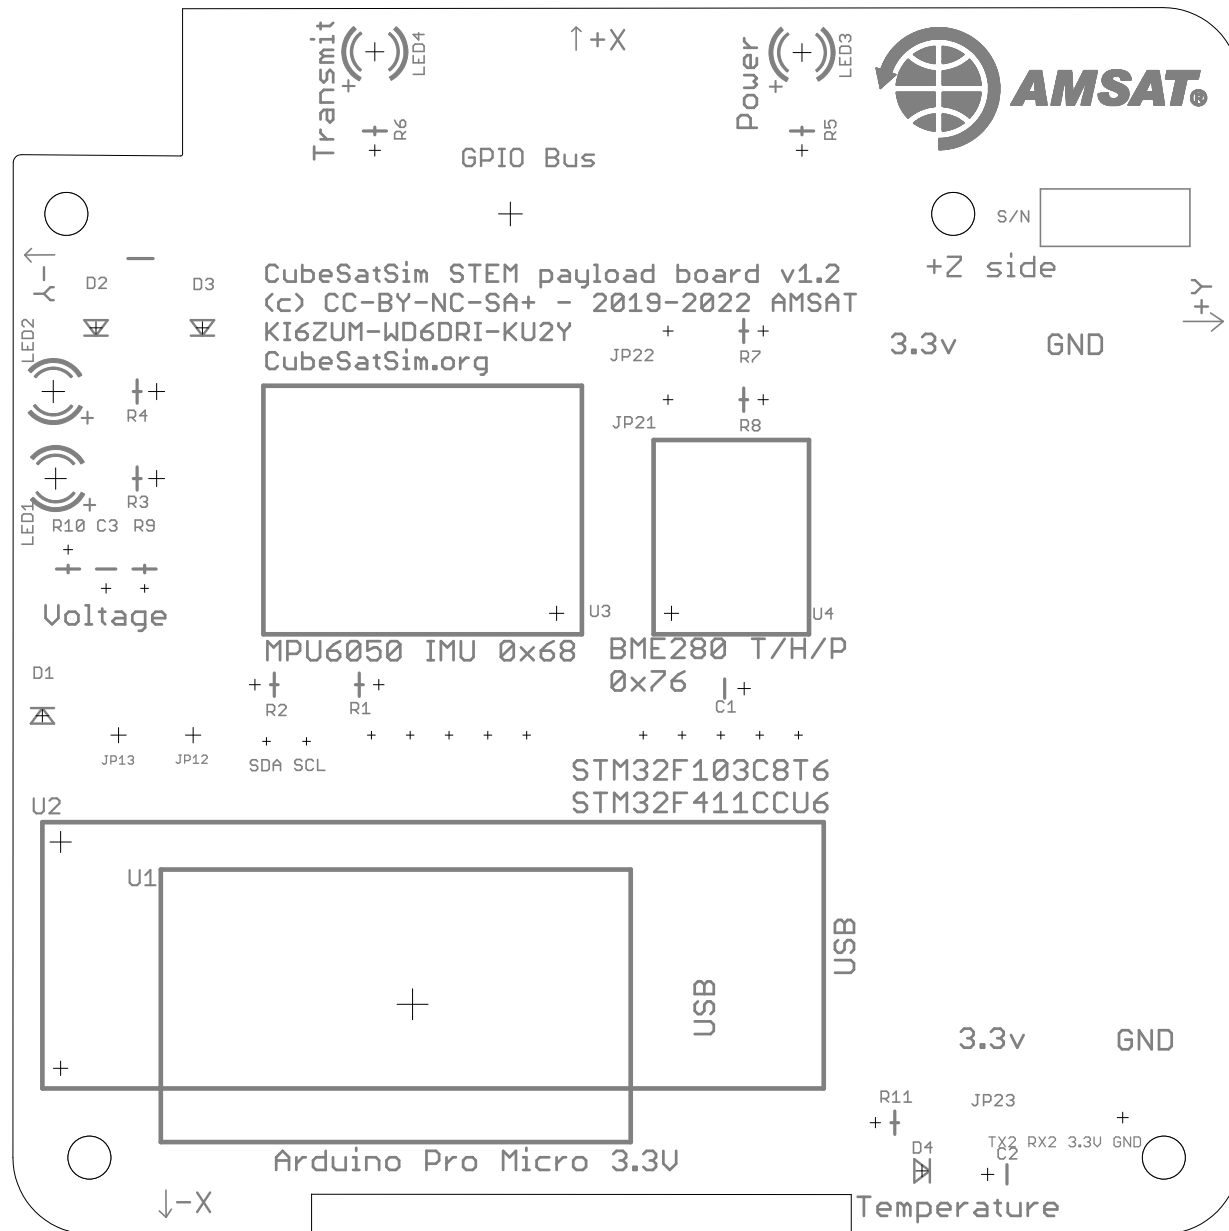 Transmit
LED4
R6
↑+X
Power
LED3
R5
AMSAT®
GPIO Bus
S/N
+Z side
-Y
+Y
D2
D3
CubeSatSim STEM payload board v1.2
(c) CC-BY-NC-SA+ - 2019-2022 AMSAT
KI6ZUM-WD6DRI-KU2Y
CubeSatSim.org
JP22
R7
3.3v
GND
LED2
R4
JP21
R8
LED1
R3
R10 C3 R9
Voltage
U3
U4
MPU6050 IMU 0x68
BME280 T/H/P
0x76
D1
R2
R1
C1
JP13
JP12
SDA SCL
STM32F103C8T6
STM32F411CCU6
U2
U1
USB
USB
3.3v
GND
R11
JP23
D4
TX2 RX2 3.3V GND
C2
Arduino Pro Micro 3.3V
↓-X
Temperature